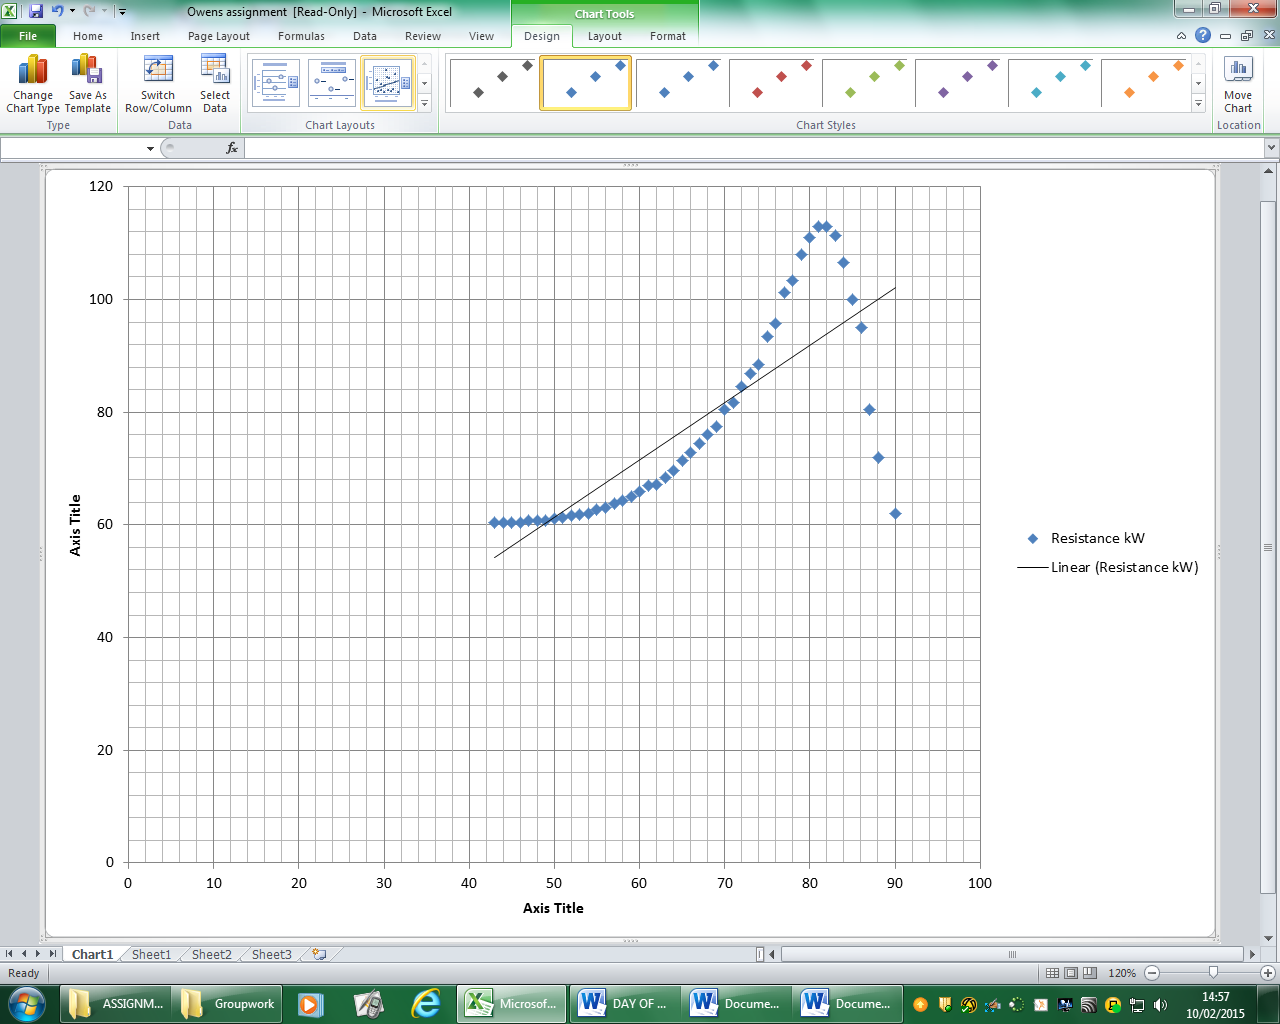 Owens assignment  [Read-Only]  -  Microsoft Excel
Chart Tools
File Home Insert Page Layout Formulas Data Review View Design Layout Format
Change Chart Type
Save As Template
Switch Row/Column
Select Data
Move Chart
Type Data Chart Layouts Chart Styles Location
fx
120
100
80
60
40
20
0
Axis Title
0 10 20 30 40 50 60 70 80 90 100
Axis Title
Resistance kW
Linear (Resistance kW)
Chart1 Sheet1 Sheet2 Sheet3
Ready 120%
ASSIGNM... Groupwork Microsof... DAY OF ... Docume... Docume... 14:57
10/02/2015